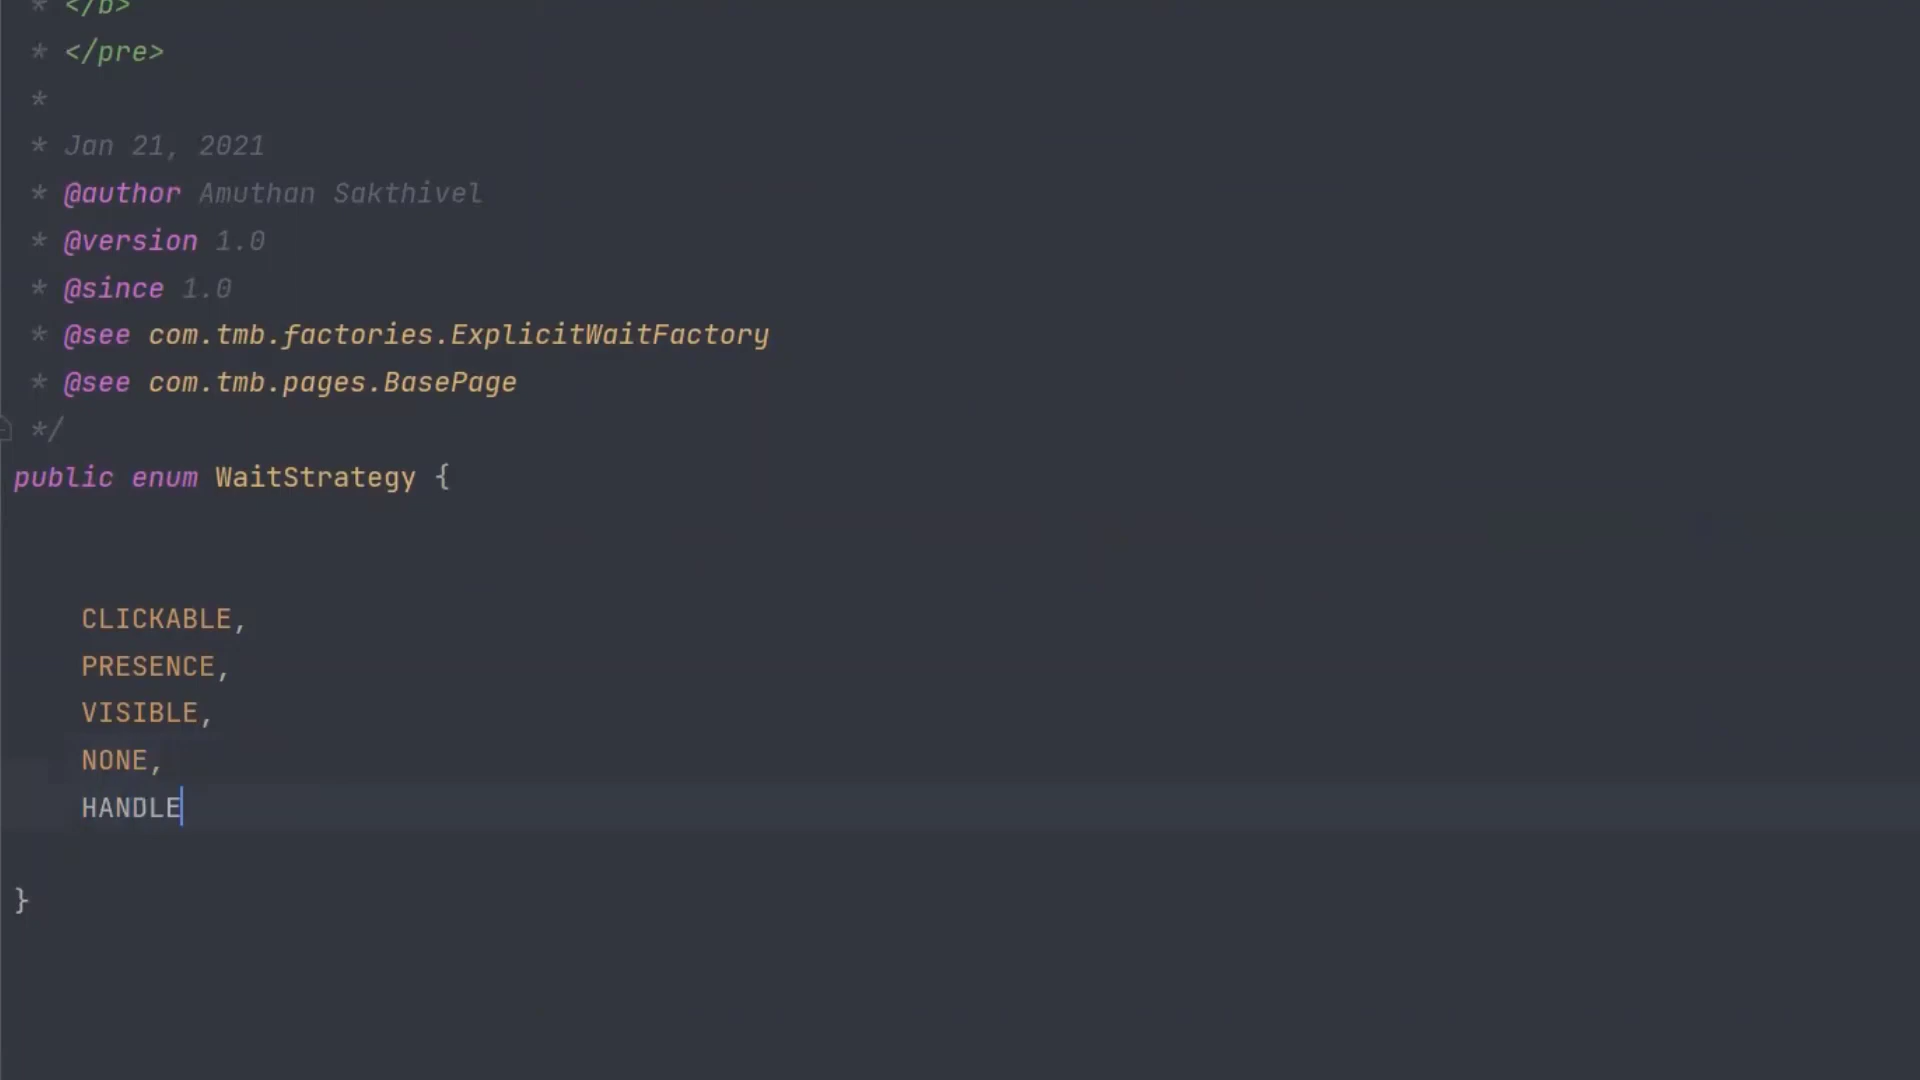 * </b>
* </pre>
*
* Jan 21, 2021
* @author Amuthan Sakthivel
* @version 1.0
* @since 1.0
* @see com.tmb.factories.ExplicitWaitFactory
* @see com.tmb.pages.BasePage
*/
public enum WaitStrategy {
CLICKABLE,
PRESENCE,
VISIBLE,
NONE,
HANDLE
}